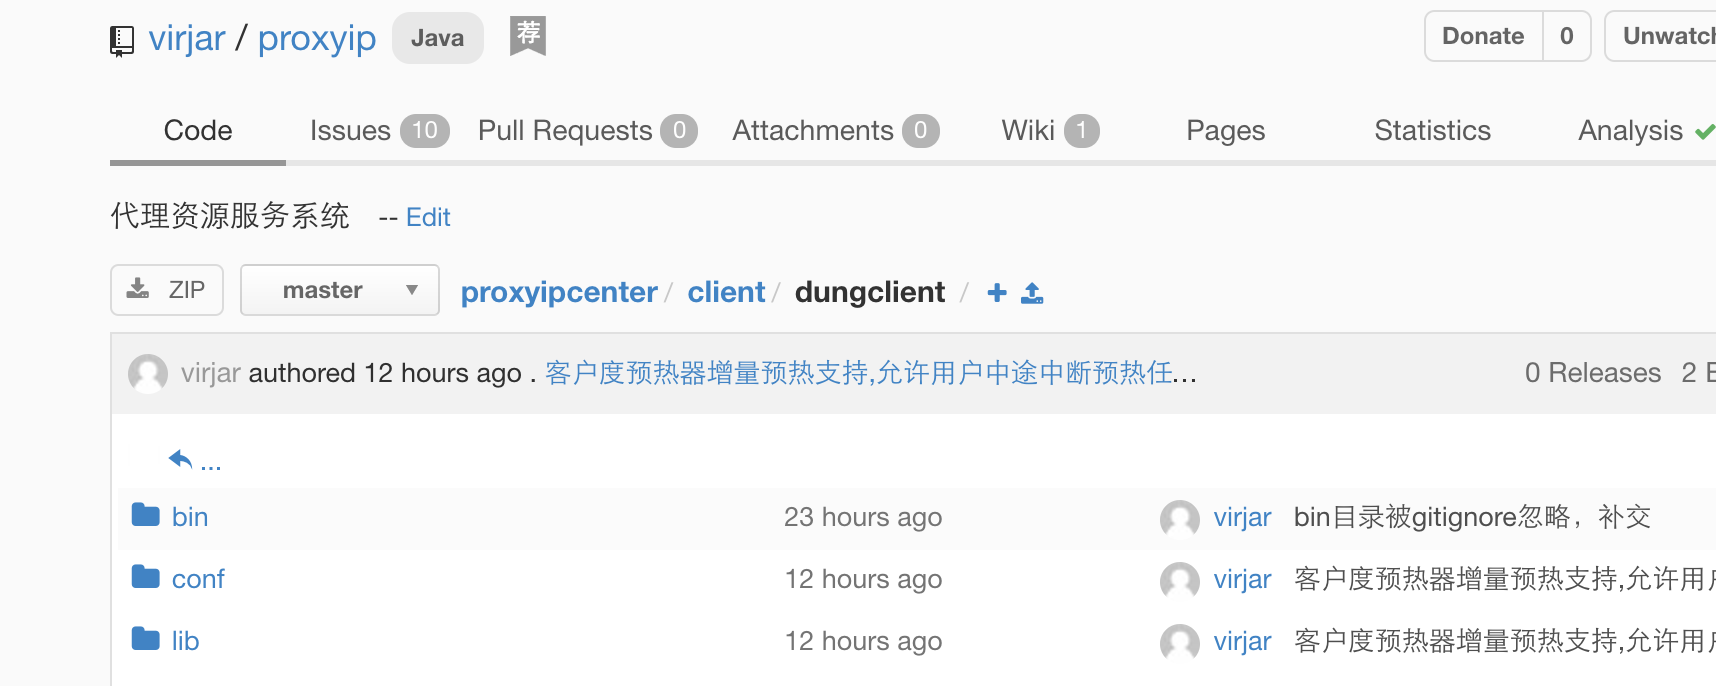 virjar / proxyip Java 荐 Donate 0
Code Issues 10 Pull Requests 0 Attachments 0 Wiki 1 Pages Statistics Analysis
代理资源服务系统 -- Edit
ZIP master proxyipcenter / client / dungclient /
virjar authored 12 hours ago . 客户度预热器增量预热支持,允许用户中途中断预热任... 0 Releases 2
...
bin 23 hours ago virjar bin目录被gitignore忽略，补交
conf 12 hours ago virjar 客户度预热器增量预热支持,允许用
lib 12 hours ago virjar 客户度预热器增量预热支持,允许用